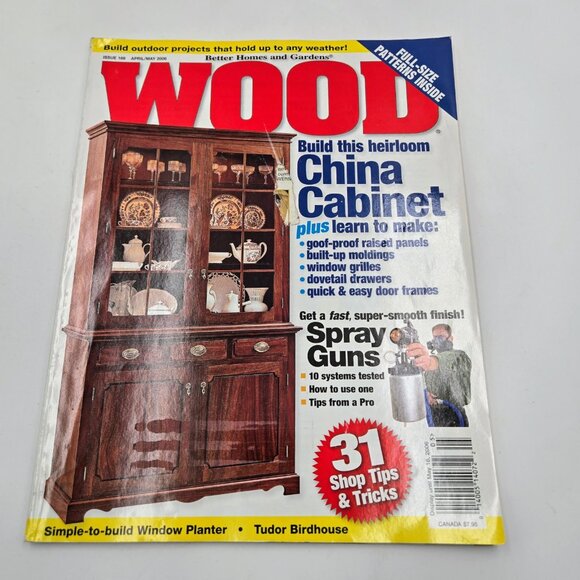 Build outdoor projects that hold up to any weather!
FULL-SIZE
PATTERNS INSIDE
Better Homes and Gardens®
WOOD®
Build this heirloom
China
Cabinet
plus learn to make:
• goof-proof raised panels
• built-up moldings
• window grilles
• dovetail drawers
• quick & easy door frames
Get a fast, super-smooth finish!
Spray
Guns
10 systems tested
How to use one
Tips from a Pro
31
Shop Tips
& Tricks
Display until May 16, 2006
CANADA $7.95
Simple-to-build Window Planter • Tudor Birdhouse